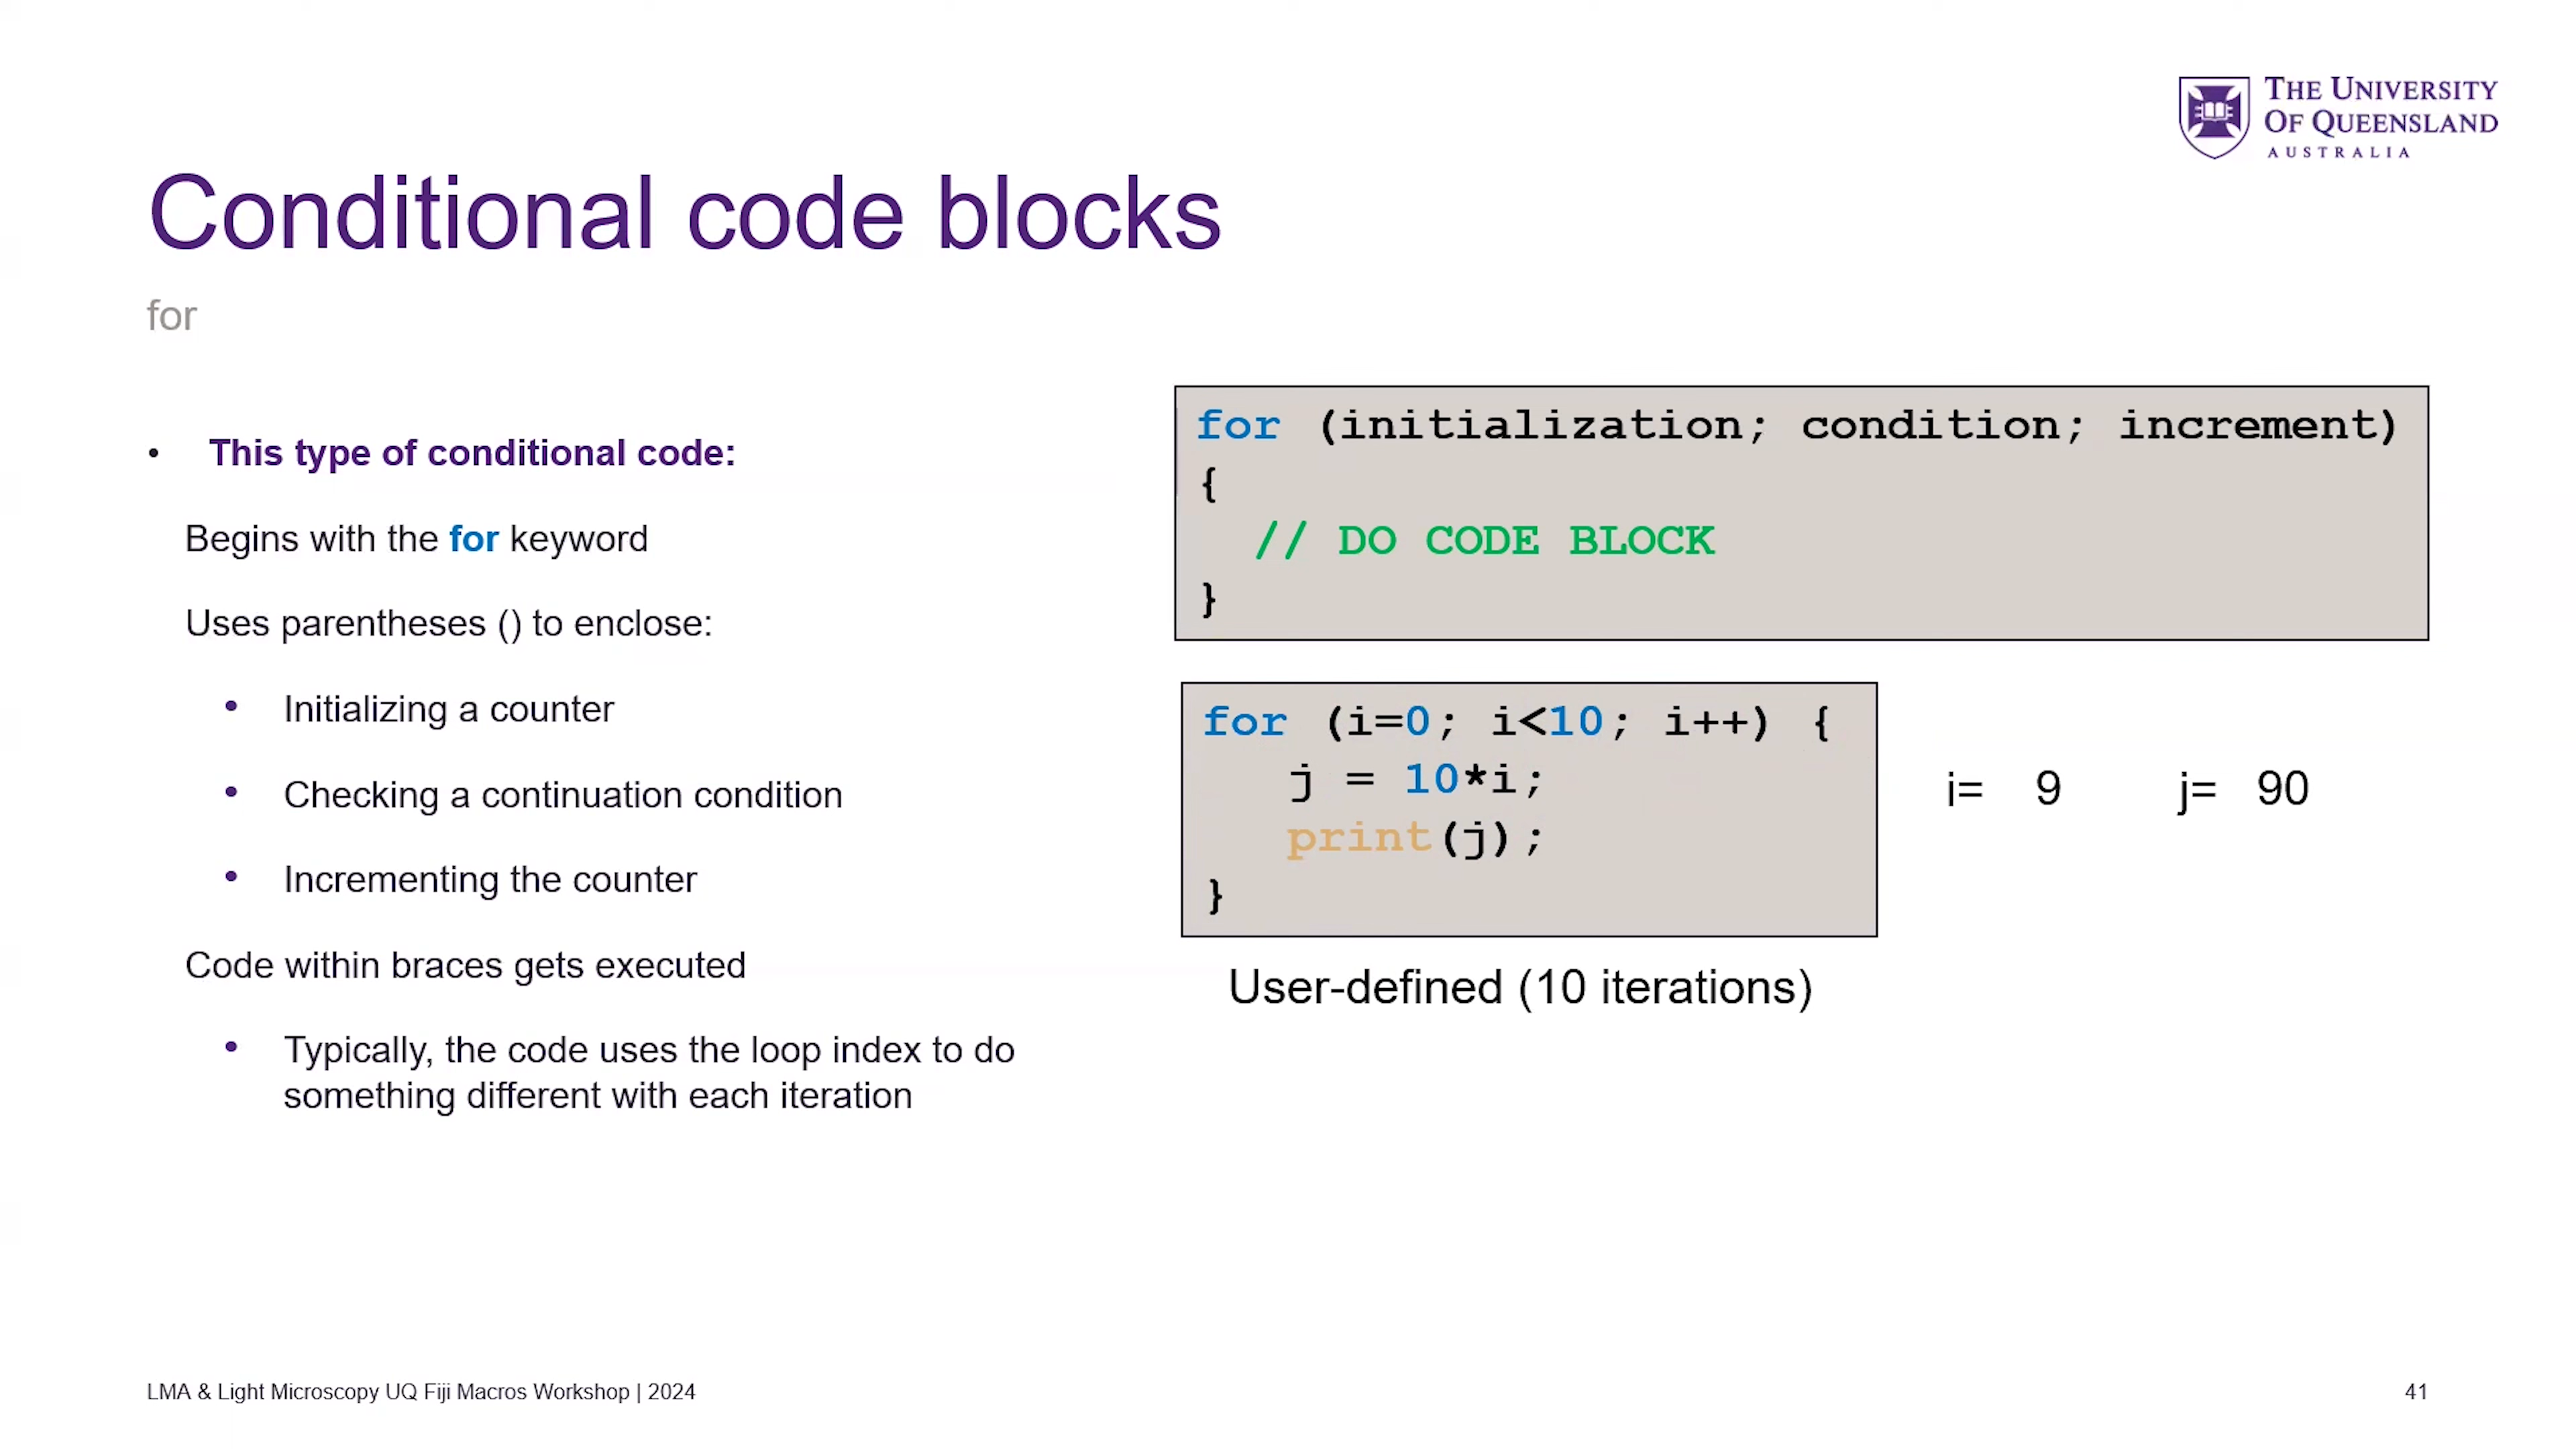 THE UNIVERSITY
OF QUEENSLAND
AUSTRALIA
Conditional code blocks
for
• This type of conditional code:
Begins with the for keyword
Uses parentheses () to enclose:
• Initializing a counter
• Checking a continuation condition
• Incrementing the counter
Code within braces gets executed
• Typically, the code uses the loop index to do
something different with each iteration
for (initialization; condition; increment)
{
// DO CODE BLOCK
}
for (i=0; i<10; i++) {
j = 10*i;
print(j);
}
i= 9 j= 90
User-defined (10 iterations)
LMA & Light Microscopy UQ Fiji Macros Workshop | 2024
41